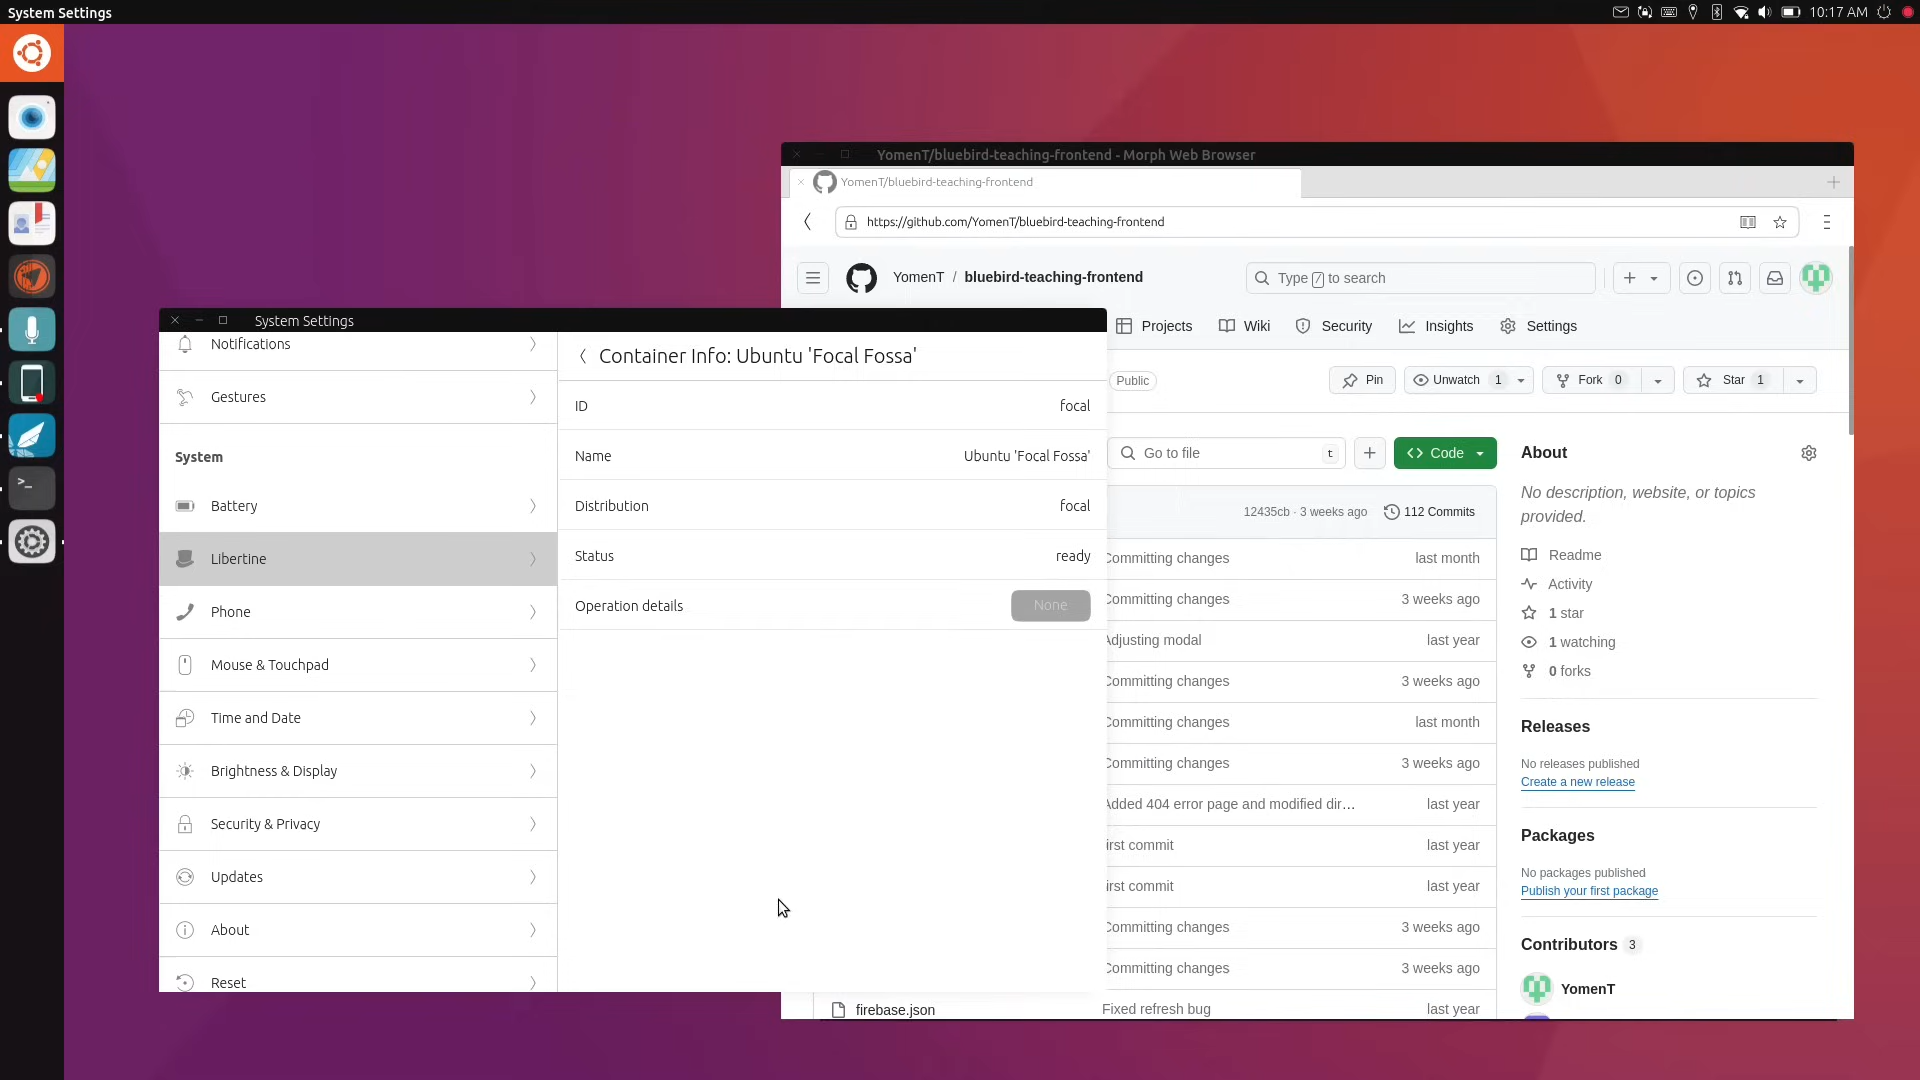 System Settings
10:17 AM
YomenT/bluebird-teaching-frontend - Morph Web Browser
YomenT/bluebird-teaching-frontend
https://github.com/YomenT/bluebird-teaching-frontend
YomenT / bluebird-teaching-frontend
Type / to search
Projects
Wiki
Security
Insights
Settings
Public
Pin
Unwatch 1
Fork 0
Star 1
Go to file
t
Code
12435cb · 3 weeks ago
112 Commits
Committing changes last month
Committing changes 3 weeks ago
Adjusting modal last year
Committing changes 3 weeks ago
Committing changes last month
Committing changes 3 weeks ago
Added 404 error page and modified dir... last year
irst commit last year
irst commit last year
Committing changes 3 weeks ago
Committing changes 3 weeks ago
firebase.json Fixed refresh bug last year
About
No description, website, or topics
provided.
Readme
Activity
1 star
1 watching
0 forks
Releases
No releases published
Create a new release
Packages
No packages published
Publish your first package
Contributors 3
YomenT
System Settings
Notifications
Gestures
System
Battery
Libertine
Phone
Mouse & Touchpad
Time and Date
Brightness & Display
Security & Privacy
Updates
About
Reset
Container Info: Ubuntu 'Focal Fossa'
ID focal
Name Ubuntu 'Focal Fossa'
Distribution focal
Status ready
Operation details None